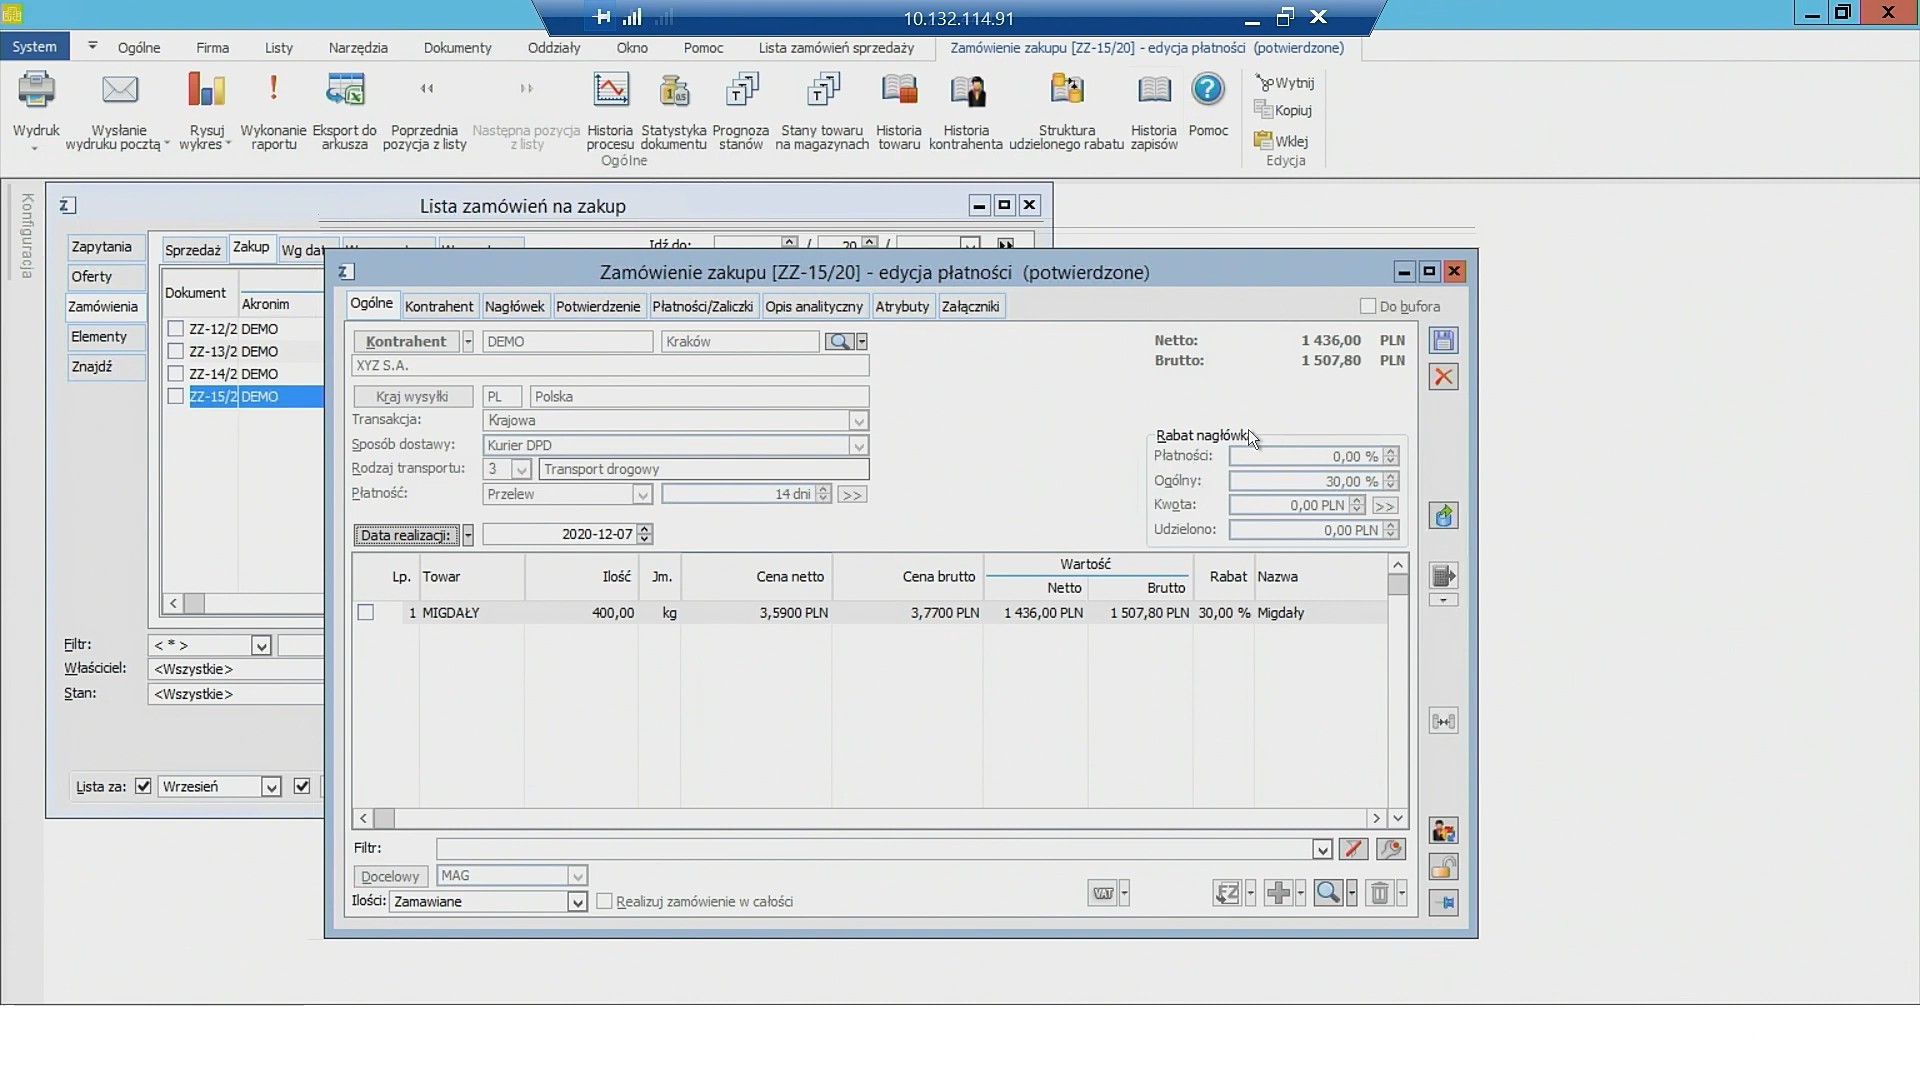 10.132.114.91
System
Ogólne
Firma
Listy
Narzędzia
Dokumenty
Oddziały
Okno
Pomoc
Lista zamówień sprzedaży
Zamówienie zakupu [ZZ-15/20] - edycja płatności (potwierdzone)
Wydruk
Wysłanie wydruku pocztą
Rysuj wykres
Wykonanie raportu
Eksport do arkusza
Poprzednia pozycja z listy
Następna pozycja z listy
Historia procesu
Statystyka dokumentu
Prognoza stanów
Stany towaru na magazynach
Historia towaru
Historia kontrahenta
Struktura udzielonego rabatu
Historia zapisów
Pomoc
Wytnij
Kopiuj
Wklej
Ogólne
Edycja
Konfiguracja
Lista zamówień na zakup
Zapytania
Oferty
Zamówienia
Elementy
Znajdź
Sprzedaż
Zakup
Idź do:
/ 20 /
Dokument
Akronim
ZZ-12/2 DEMO
ZZ-13/2 DEMO
ZZ-14/2 DEMO
ZZ-15/2 DEMO
Filtr:
< * >
Właściciel:
<Wszystkie>
Stan:
<Wszystkie>
Lista za:
Wrzesień
Zamówienie zakupu [ZZ-15/20] - edycja płatności (potwierdzone)
Ogólne
Kontrahent
Nagłówek
Potwierdzenie
Płatności/Zaliczki
Opis analityczny
Atrybuty
Załączniki
Do bufora
Kontrahent
DEMO
Kraków
XYZ S.A.
Netto: 1 436,00 PLN
Brutto: 1 507,80 PLN
Kraj wysyłki
PL
Polska
Transakcja:
Krajowa
Sposób dostawy:
Kurier DPD
Rodzaj transportu:
3
Transport drogowy
Płatność:
Przelew
14 dni
>>
Data realizacji:
2020-12-07
Płatności: 0,00 %
Ogólny: 30,00 %
Kwota: 0,00 PLN >>
Udzielono: 0,00 PLN
Lp.
Towar
Ilość
Jm.
Cena netto
Cena brutto
Wartość
Netto
Brutto
Rabat
Nazwa
1 MIGDAŁY 400,00 kg 3,5900 PLN 3,7700 PLN 1 436,00 PLN 1 507,80 PLN 30,00 % Migdały
Filtr:
Docelowy
MAG
Ilości:
Zamawiane
Realizuj zamówienie w całości
VAT
FZ